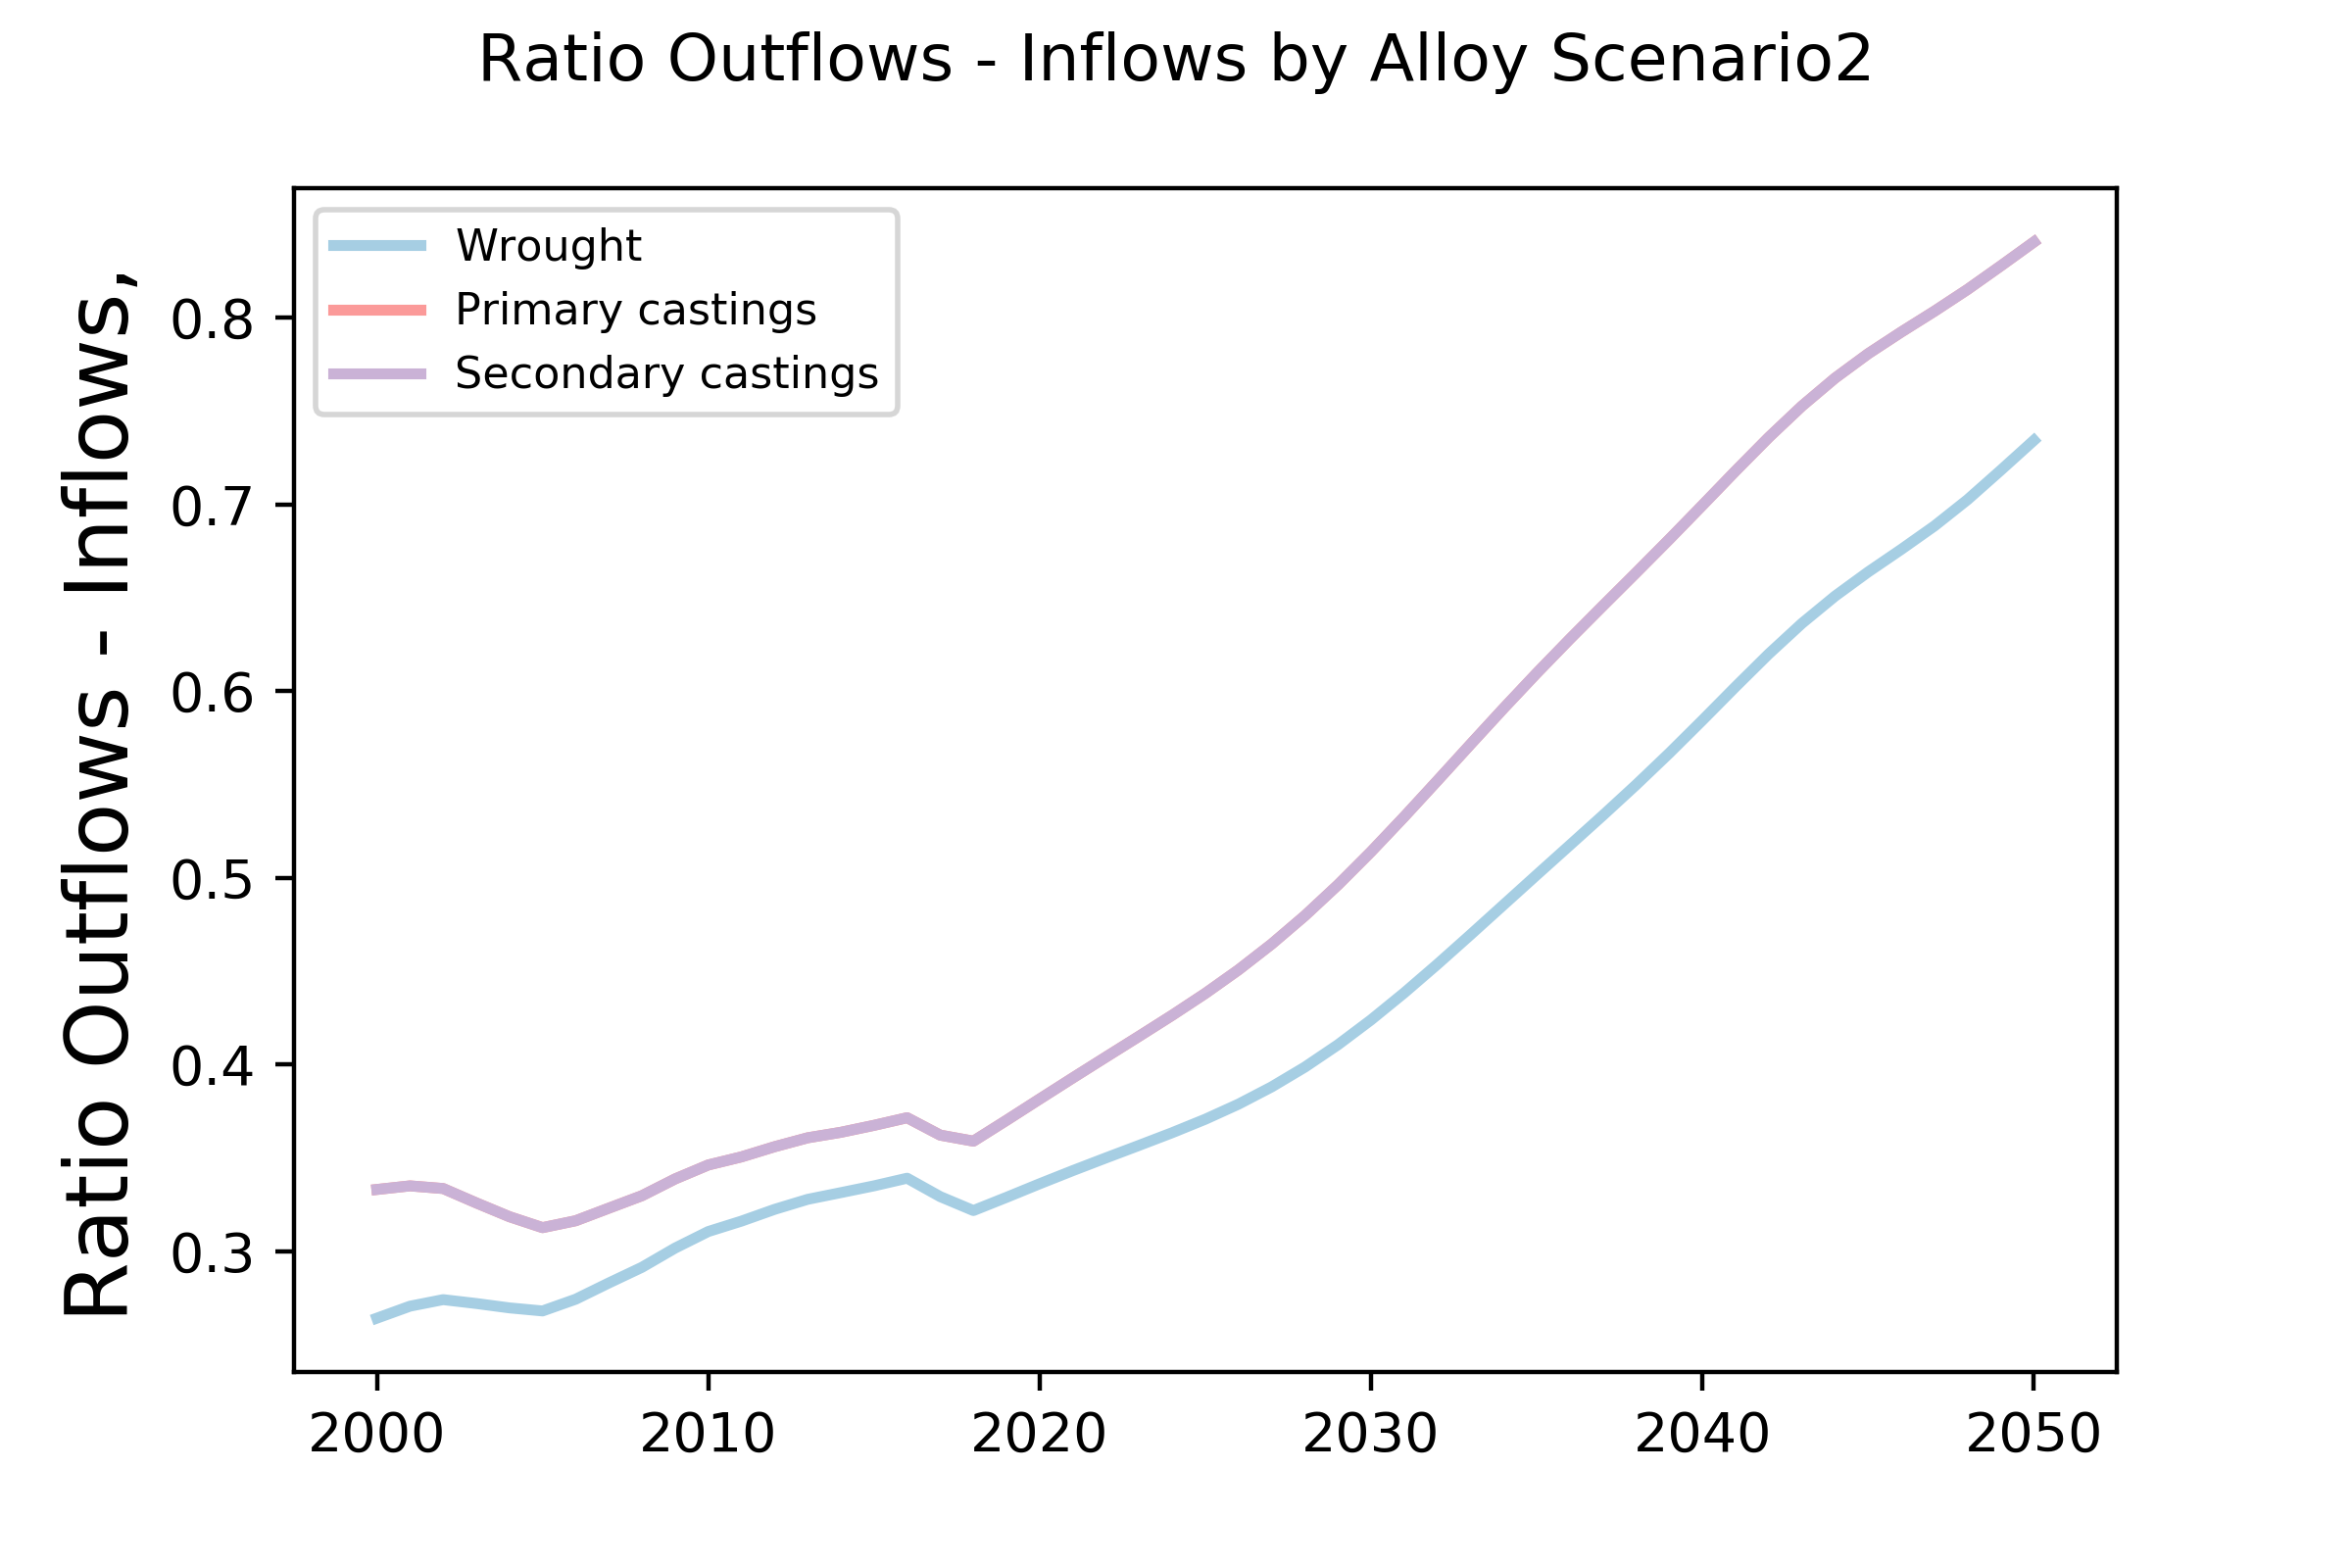 Ratio Outflows - Inflows by Alloy Scenario2
Ratio Outflows - Inflows,
Wrought
Primary castings
Secondary castings
0.8
0.7
0.6
0.5
0.4
0.3
2000 2010 2020 2030 2040 2050